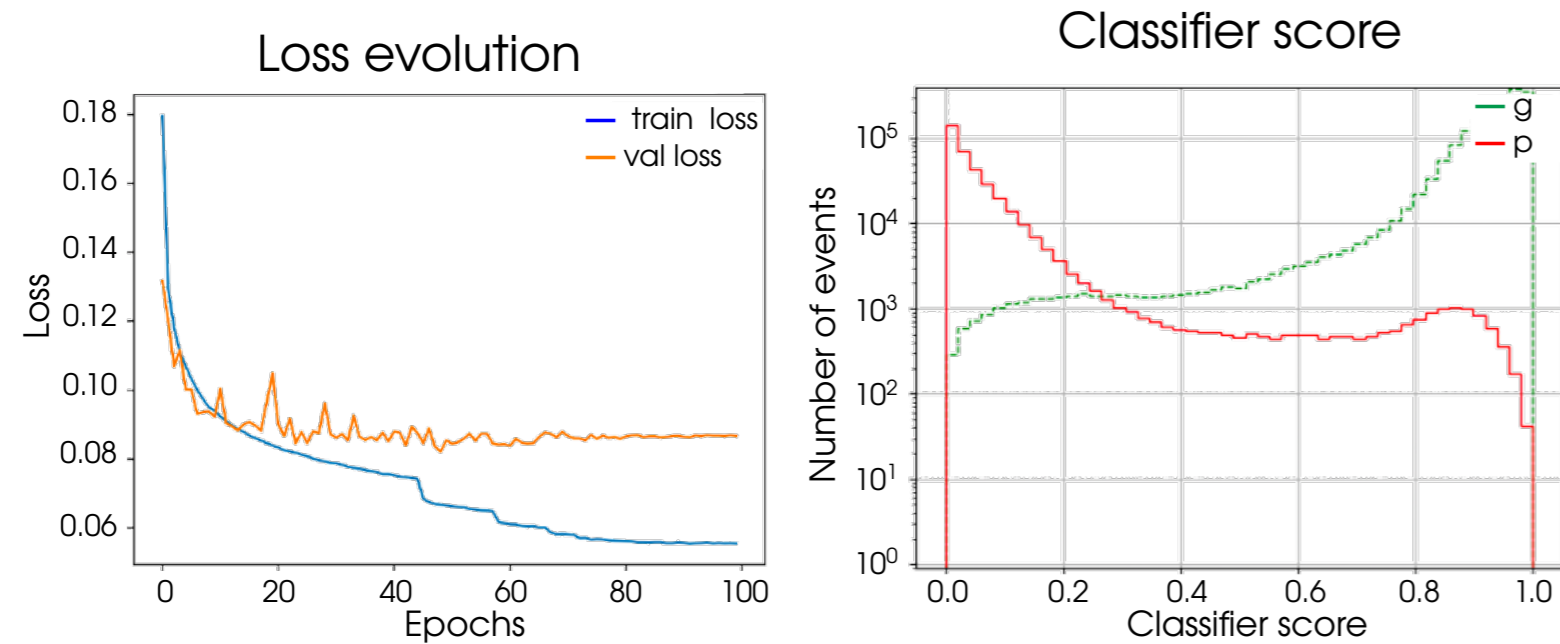 Loss evolution
train loss
val loss
Loss
0.18
0.16
0.14
0.12
0.10
0.08
0.06
0
20
40
60
80
100
Epochs
Classifier score
g
p
Number of events
10^5
10^4
10^3
10^2
10^1
10^0
0.0
0.2
0.4
0.6
0.8
1.0
Classifier score